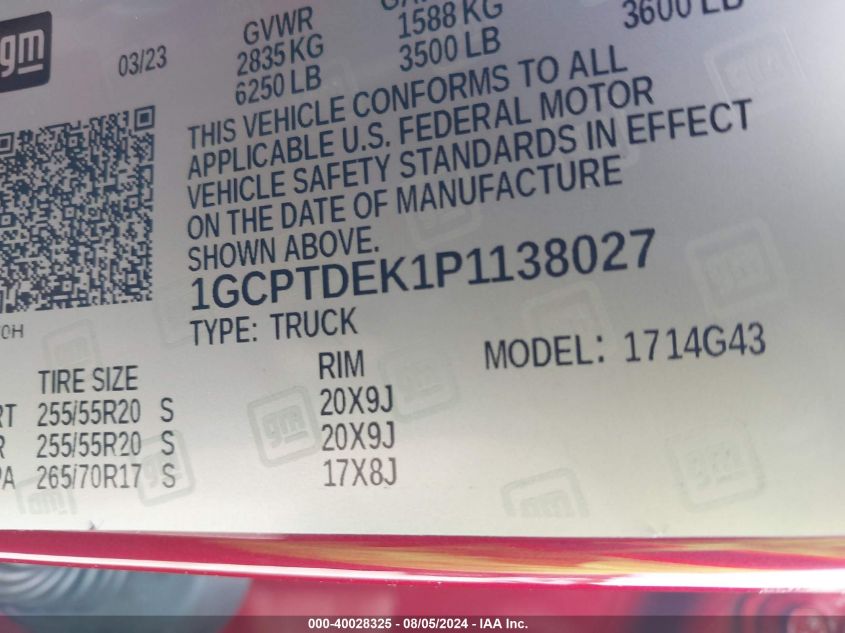 gm
03/23
GVWR
2835 KG
6250 LB
1588 KG
3500 LB
3600 LB
THIS VEHICLE CONFORMS TO ALL
APPLICABLE U.S. FEDERAL MOTOR
VEHICLE SAFETY STANDARDS IN EFFECT
ON THE DATE OF MANUFACTURE
SHOWN ABOVE.
1GCPTDEK1P1138027
TYPE: TRUCK
MODEL: 1714G43
TIRE SIZE RIM
255/55R20 S 20X9J
255/55R20 S 20X9J
265/70R17 S 17X8J
000-40028325 - 08/05/2024 - IAA Inc.